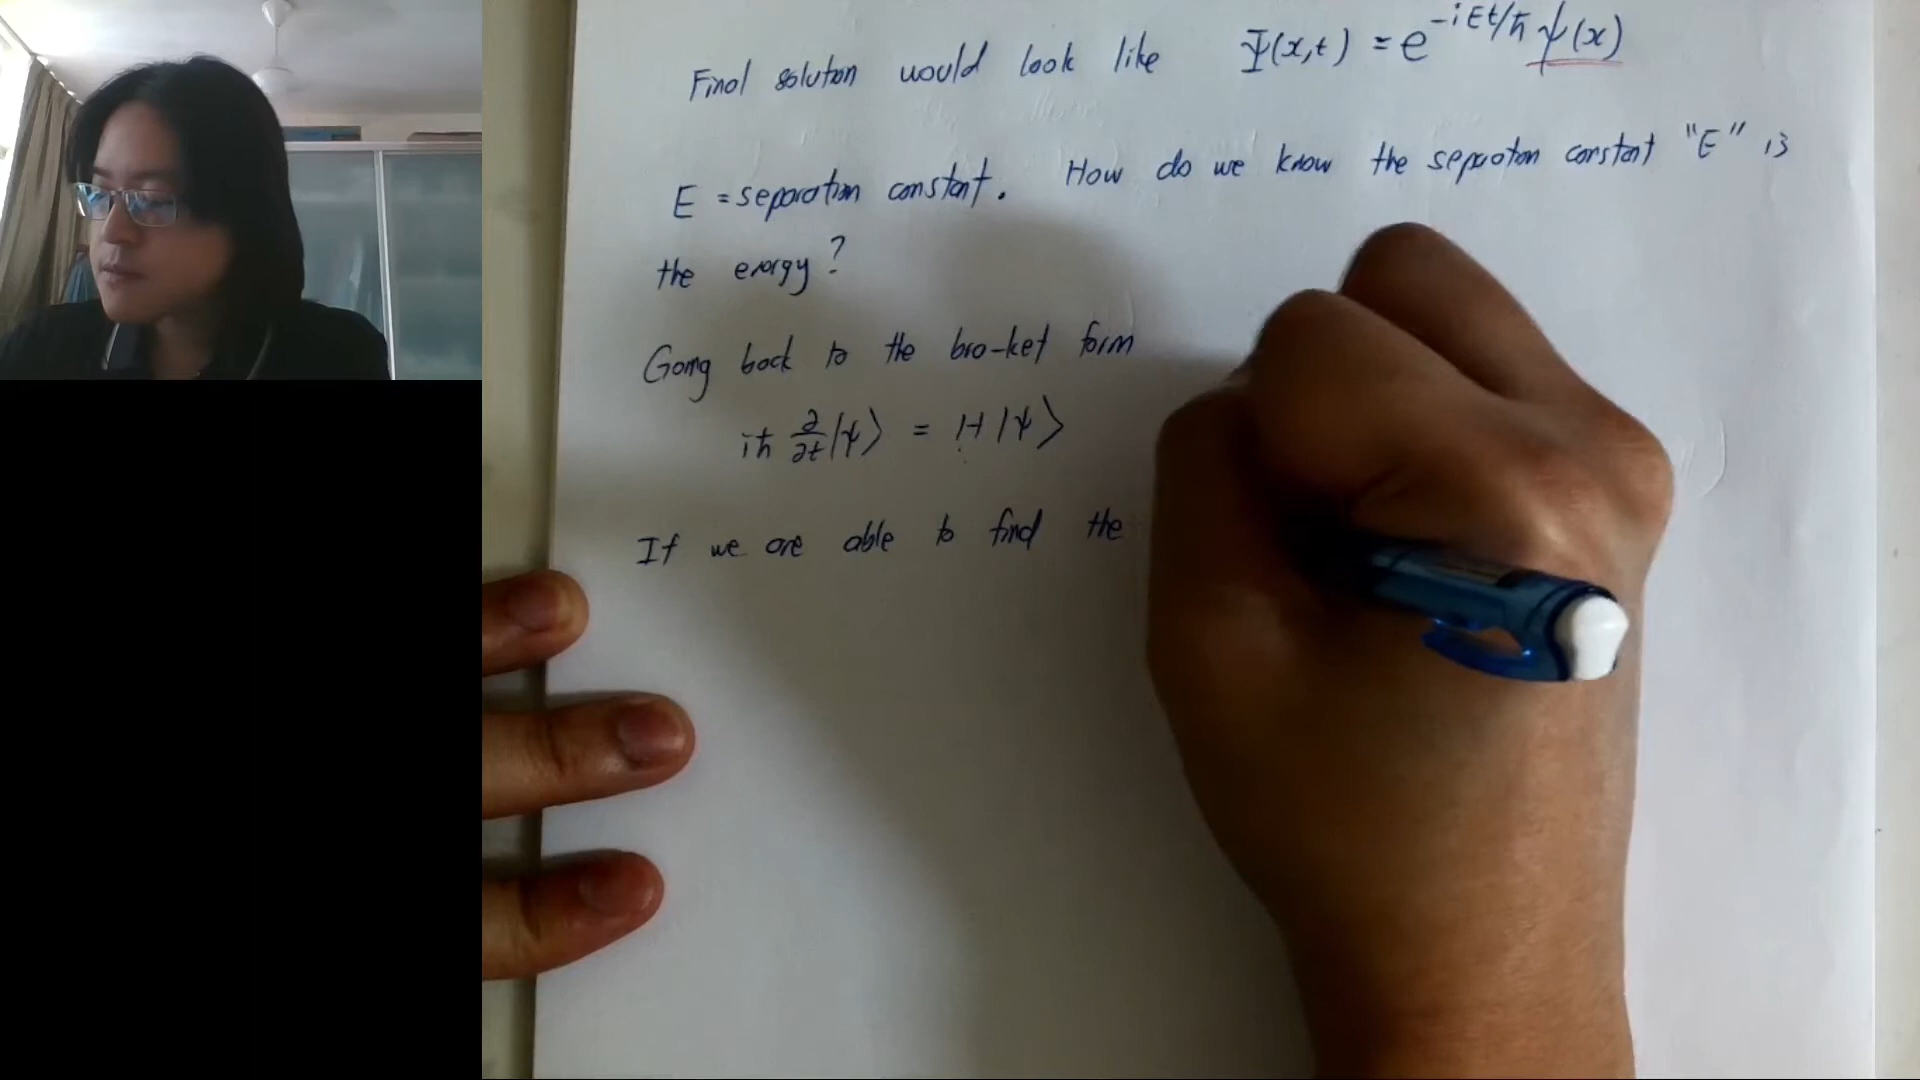 Final solution would look like Ψ(x,t) = e^{-iEt/ħ} ψ(x)
E = separation constant. How do we know the separation constant "E" is
the energy?
Going back to the bra-ket form
iħ ∂/∂t |ψ⟩ = H |ψ⟩
If we are able to find the